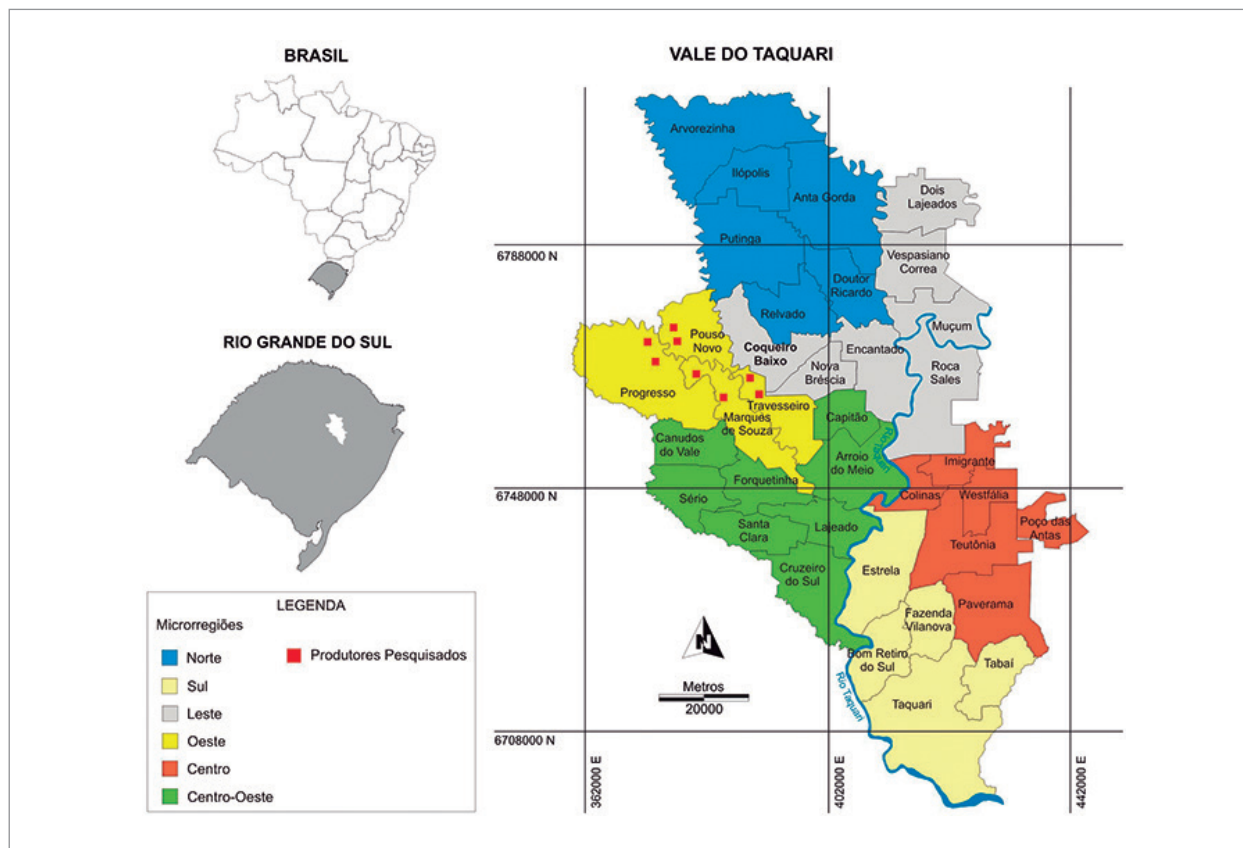 BRASIL
RIO GRANDE DO SUL
LEGENDA
Microrregiões
Norte
Sul
Leste
Oeste
Centro
Centro-Oeste
Produtores Pesquisados
VALE DO TAQUARI
Arvorezinha
Ilópolis
Anta Gorda
Dois
Lajeados
Putinga
6788000 N
Vespasiano
Correa
Doutor
Ricardo
Relvado
Muçum
Pouso
Novo
Coqueiro
Baixo
Encantado
Nova
Bréscia
Roca
Sales
Progresso
Travesseiro
Marques
de Souza
Capitão
Canudos
do Vale
Arroio
do Meio
Rio Taquari
Imigrante
Forquetinha
6748000 N
Sério
Colinas
Westfália
Poço das
Antas
Santa
Clara
Lajeado
Teutônia
Cruzeiro
do Sul
Estrela
Fazenda
Vilanova
Paverama
N
Bom Retiro
do Sul
Tabaí
Metros
20000
Rio Taquari
Taquari
6708000 N
362000 E
402000 E
442000 E